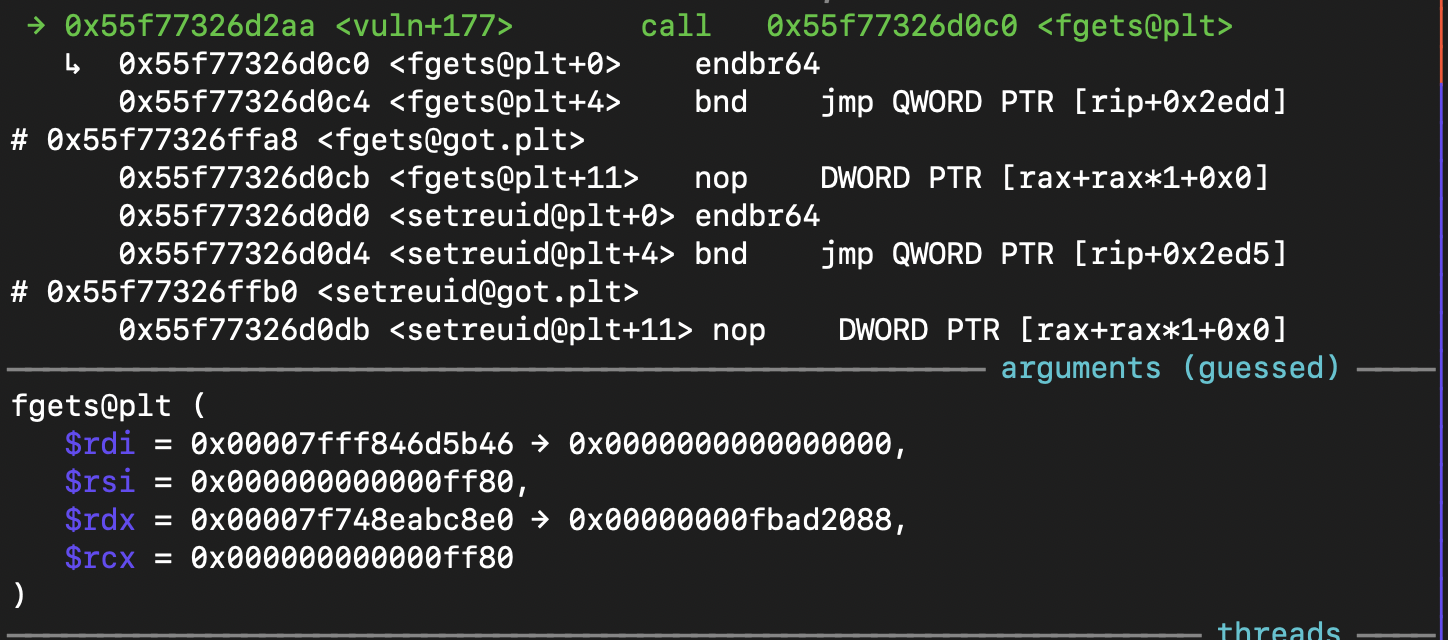 → 0x55f77326d2aa <vuln+177> call 0x55f77326d0c0 <fgets@plt>
↳ 0x55f77326d0c0 <fgets@plt+0> endbr64
0x55f77326d0c4 <fgets@plt+4> bnd jmp QWORD PTR [rip+0x2edd]
# 0x55f77326ffa8 <fgets@got.plt>
0x55f77326d0cb <fgets@plt+11> nop DWORD PTR [rax+rax*1+0x0]
0x55f77326d0d0 <setreuid@plt+0> endbr64
0x55f77326d0d4 <setreuid@plt+4> bnd jmp QWORD PTR [rip+0x2ed5]
# 0x55f77326ffb0 <setreuid@got.plt>
0x55f77326d0db <setreuid@plt+11> nop DWORD PTR [rax+rax*1+0x0]
arguments (guessed)
fgets@plt (
$rdi = 0x00007fff846d5b46 → 0x0000000000000000,
$rsi = 0x000000000000ff80,
$rdx = 0x00007f748eabc8e0 → 0x00000000fbad2088,
$rcx = 0x000000000000ff80
)
threads